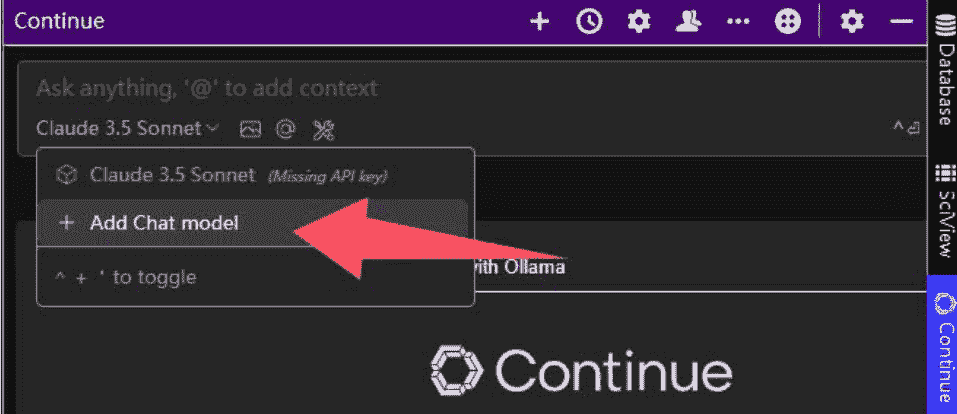 Continue
Ask anything, '@' to add context
Claude 3.5 Sonnet
Claude 3.5 Sonnet (Missing API key)
+ Add Chat model
^ + ' to toggle
with Ollama
Continue
Database
SciView
Continue